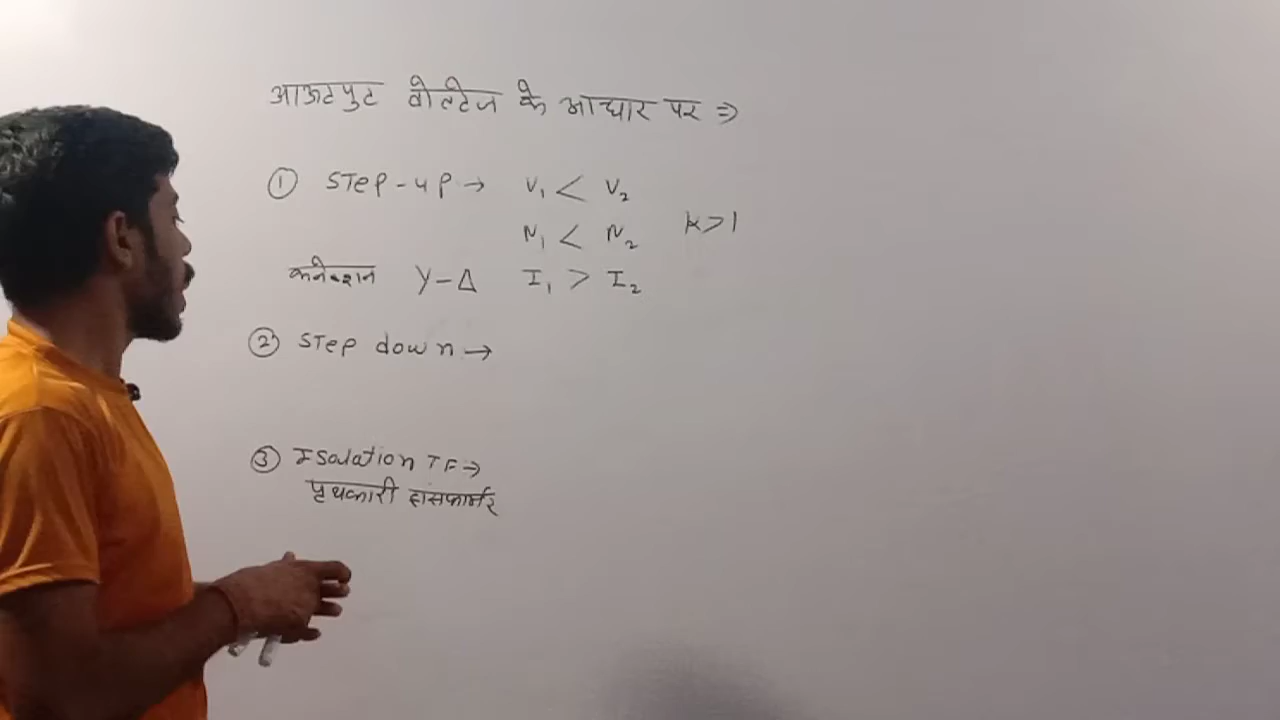 आऊटपुट वोल्टेज के आधार पर ⇒
① Step-up → V₁ < V₂
N₁ < N₂ K>1
कनेक्शन Y-Δ I₁ > I₂
② Step down →
③ Isolation TF →
पृथकारी ट्रांसफार्मर